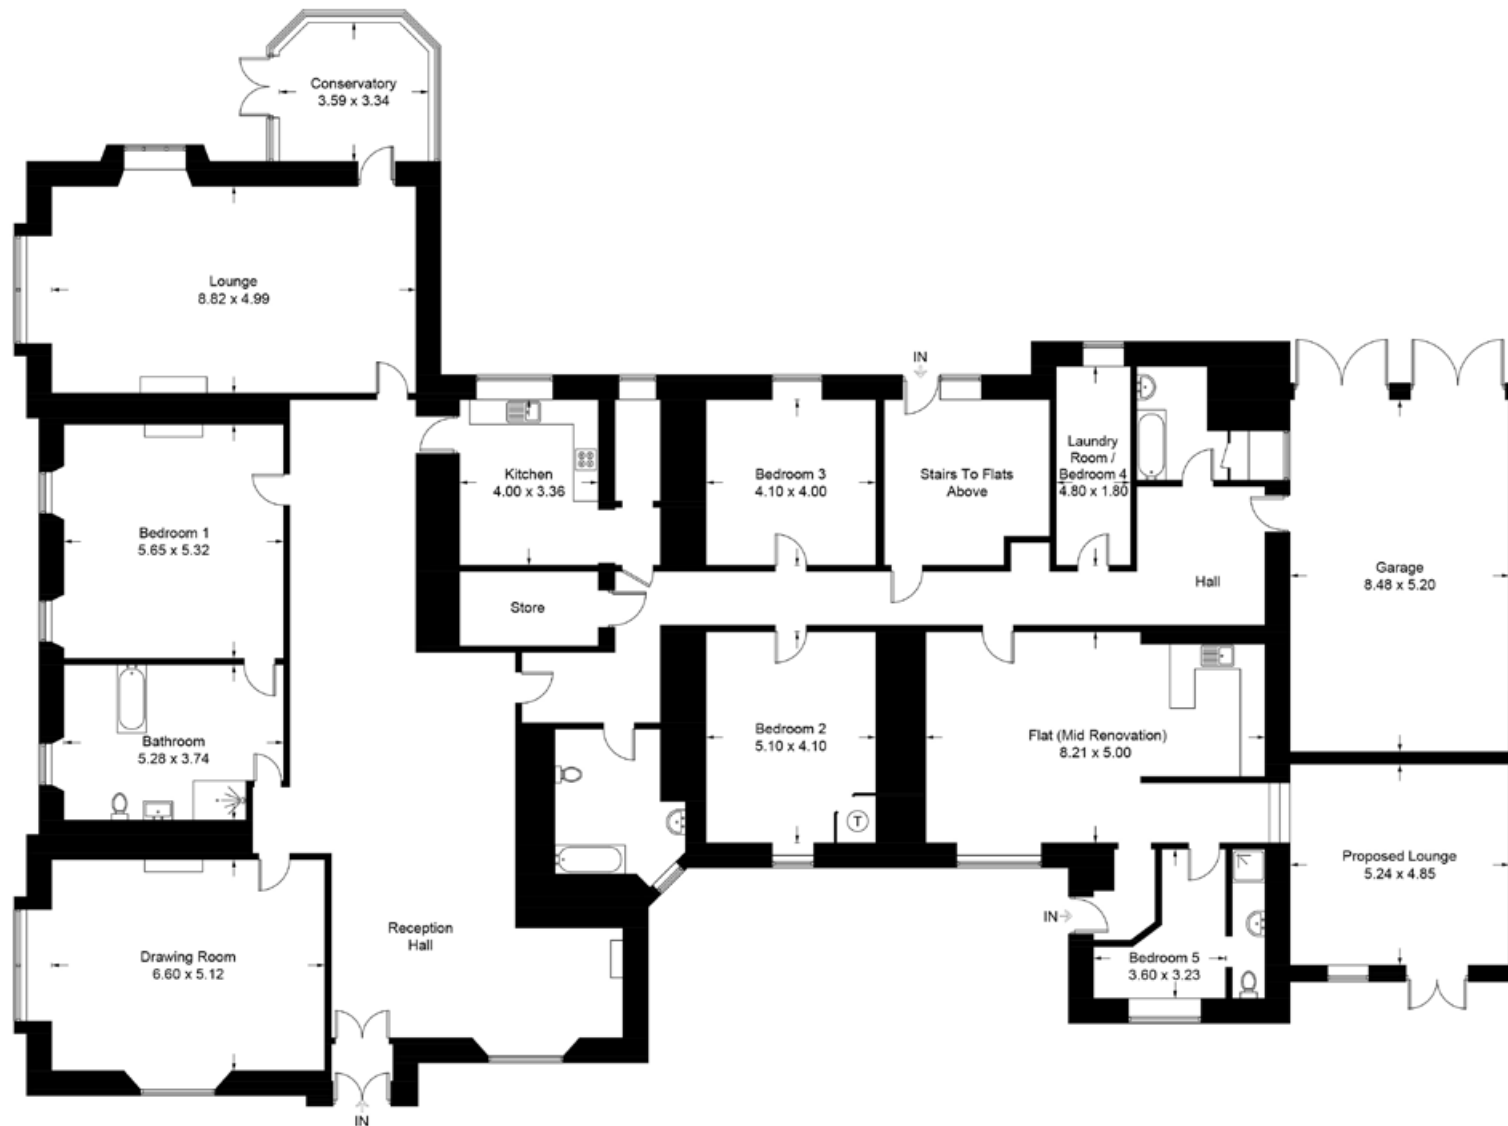 Conservatory
3.59 x 3.34
Lounge
8.82 x 4.99
IN
Kitchen
4.00 x 3.36
Bedroom 3
4.10 x 4.00
Stairs To Flats
Above
Laundry
Room /
Bedroom 4
4.80 x 1.80
Bedroom 1
5.65 x 5.32
Store
Hall
Garage
8.48 x 5.20
Bathroom
5.28 x 3.74
Bedroom 2
5.10 x 4.10
T
Flat (Mid Renovation)
8.21 x 5.00
Proposed Lounge
5.24 x 4.85
IN
Reception
Hall
Drawing Room
6.60 x 5.12
Bedroom 5
3.60 x 3.23
IN